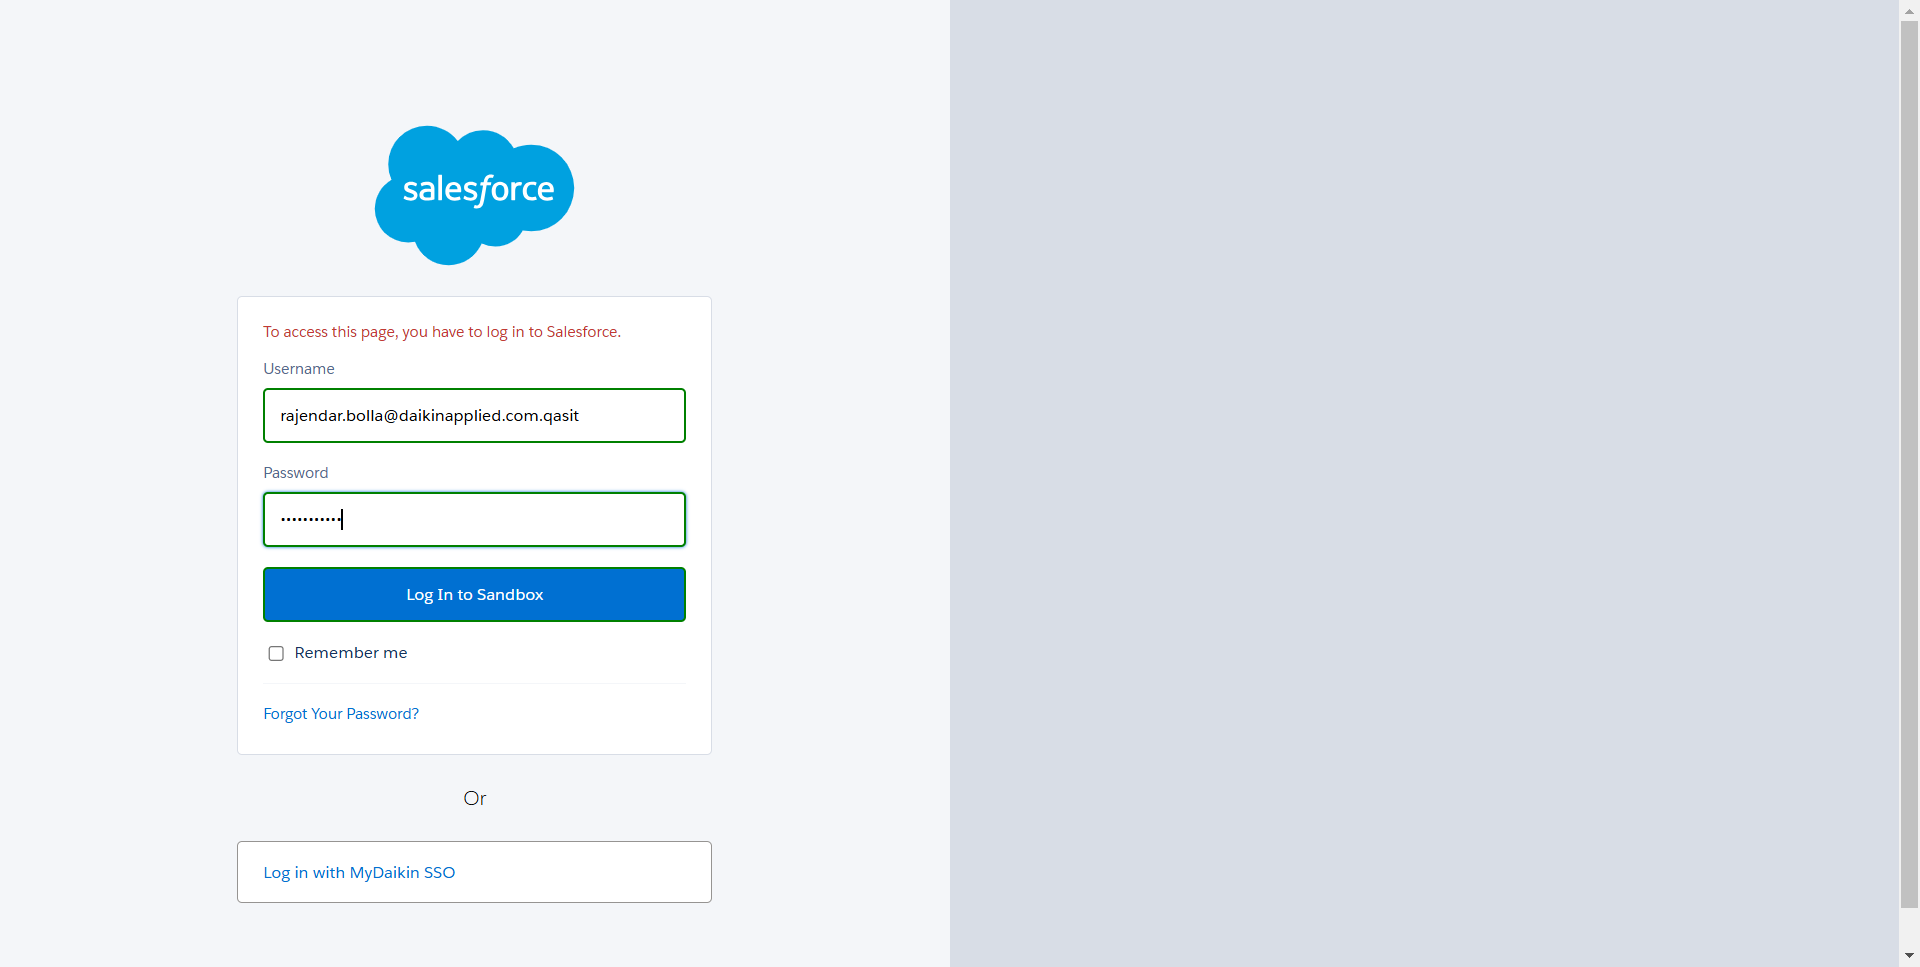 salesforce
To access this page, you have to log in to Salesforce.
Username
rajendar.bolla@daikinapplied.com.qasit
Password
•••••••••••
Log In to Sandbox
Remember me
Forgot Your Password?
Or
Log in with MyDaikin SSO